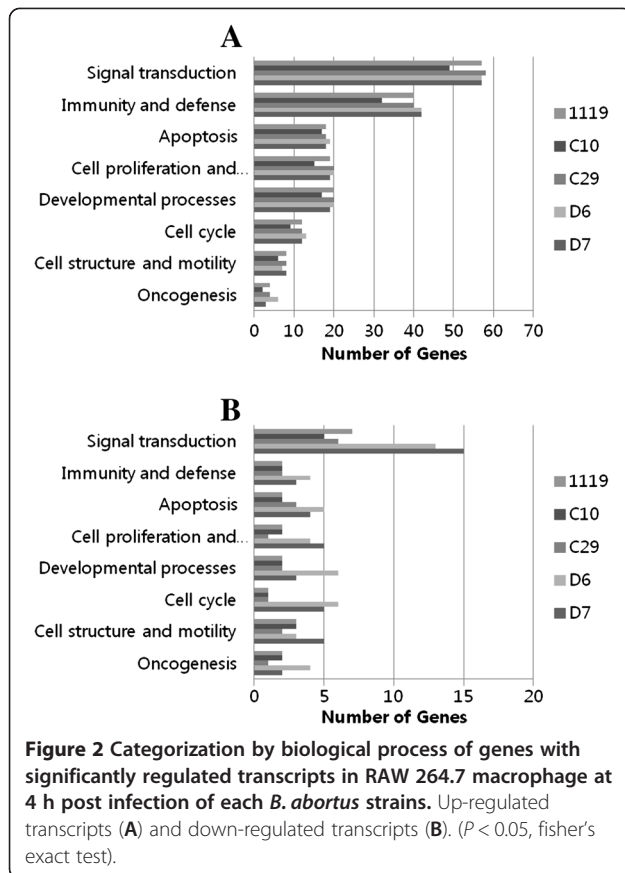 A
Signal transduction
Immunity and defense
Apoptosis
Cell proliferation and...
Developmental processes
Cell cycle
Cell structure and motility
Oncogenesis
0 10 20 30 40 50 60 70
Number of Genes
1119
C10
C29
D6
D7
B
Signal transduction
Immunity and defense
Apoptosis
Cell proliferation and...
Developmental processes
Cell cycle
Cell structure and motility
Oncogenesis
0 5 10 15 20
Number of Genes
1119
C10
C29
D6
D7
Figure 2 Categorization by biological process of genes with
significantly regulated transcripts in RAW 264.7 macrophage at
4 h post infection of each B. abortus strains. Up-regulated
transcripts (A) and down-regulated transcripts (B). (P < 0.05, fisher's
exact test).